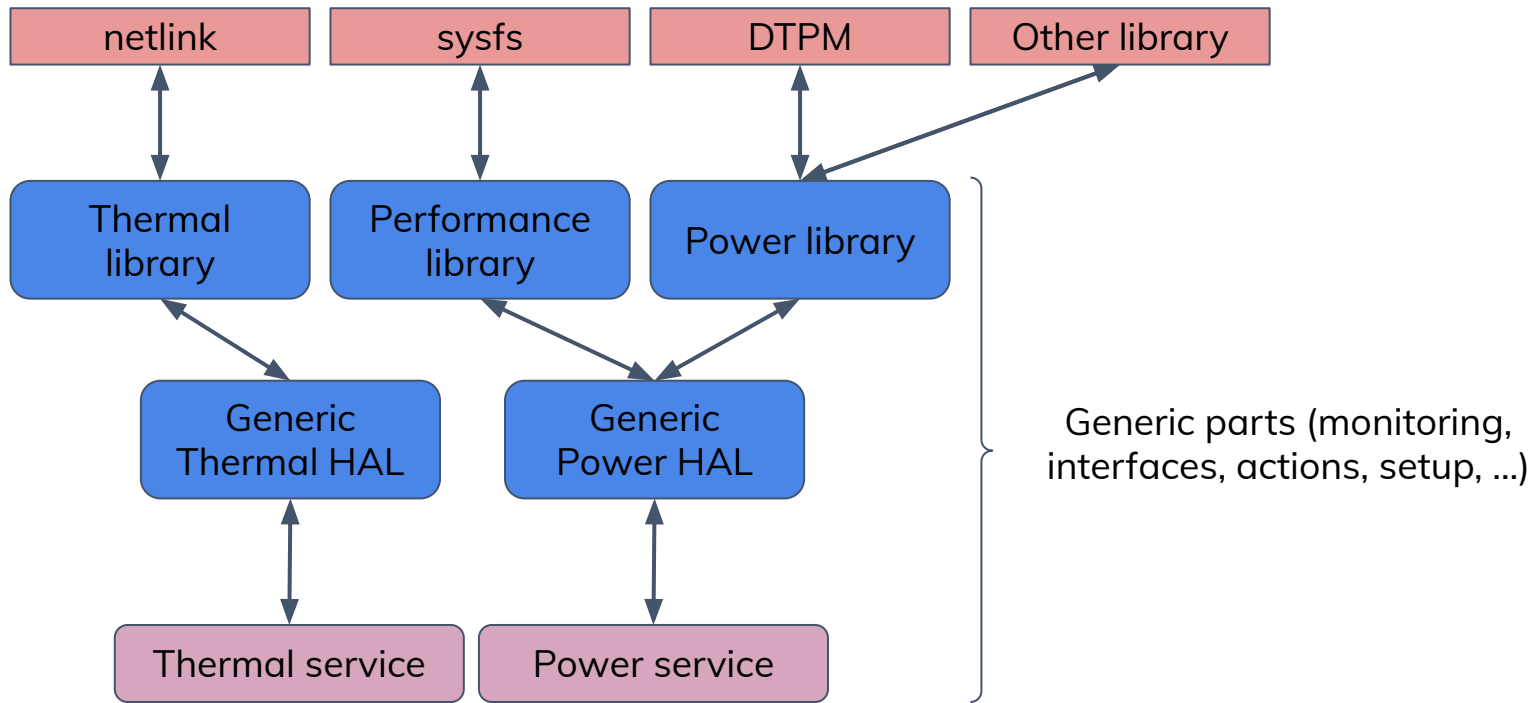 netlink
sysfs
DTPM
Other library
Thermal
library
Performance
library
Power library
Generic
Thermal HAL
Generic
Power HAL
Generic parts (monitoring,
interfaces, actions, setup, ...)
Thermal service
Power service